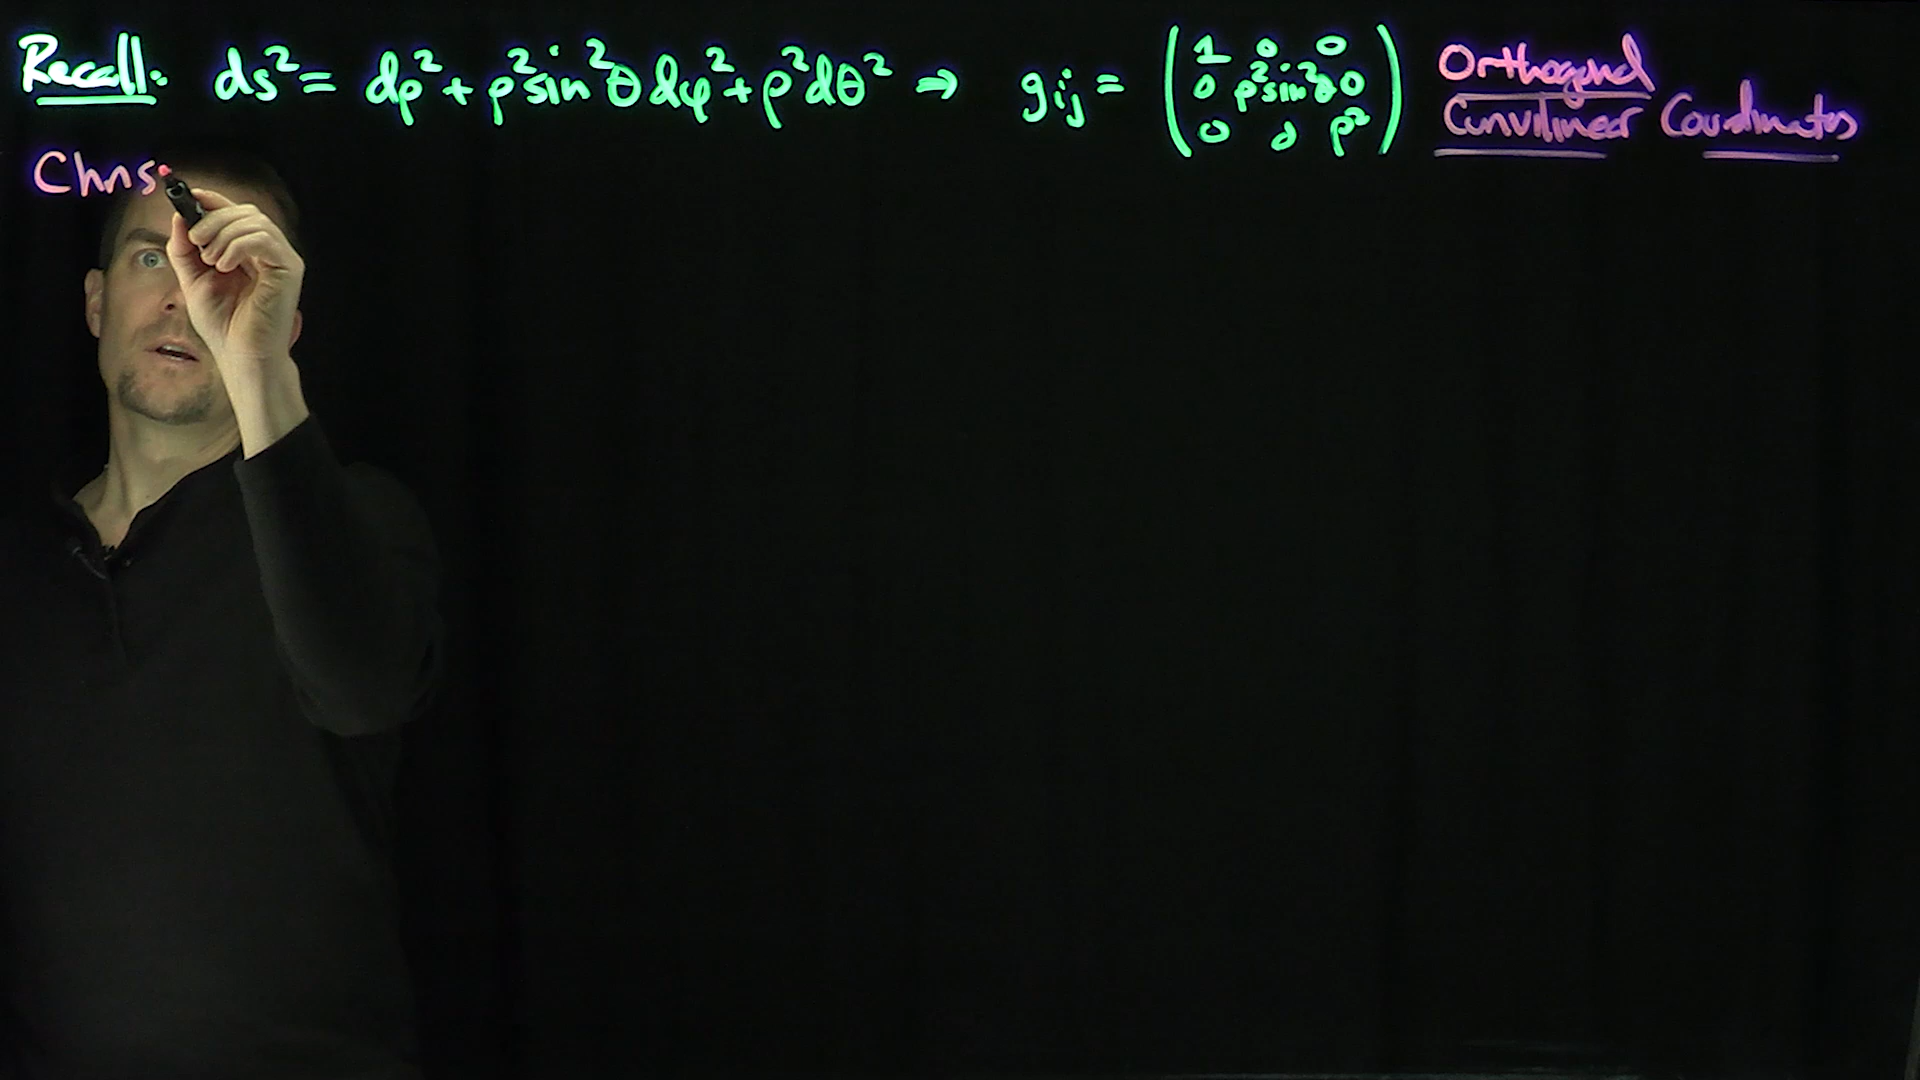 Recall: ds² = dρ² + ρ²sin²θ dφ² + ρ²dθ² ⇒ gij = ( 1 0 0
0 ρ²sin²θ 0
0 0 ρ² )
Orthogonal
Curvilinear Coordinates
Chris